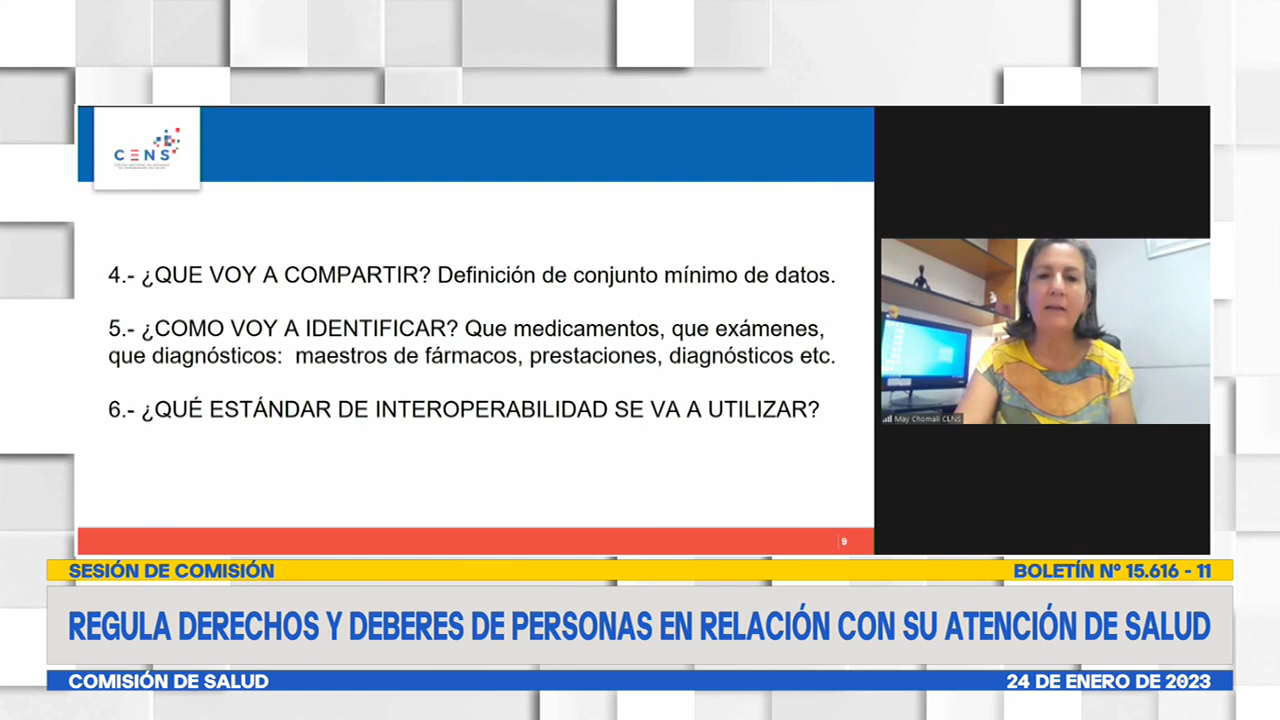 CENS
4.- ¿QUE VOY A COMPARTIR? Definición de conjunto mínimo de datos.
5.- ¿COMO VOY A IDENTIFICAR? Que medicamentos, que exámenes,
que diagnósticos: maestros de fármacos, prestaciones, diagnósticos etc.
6.- ¿QUÉ ESTÁNDAR DE INTEROPERABILIDAD SE VA A UTILIZAR?
9
May Chomali CENS
SESIÓN DE COMISIÓN
BOLETÍN Nº 15.616 - 11
REGULA DERECHOS Y DEBERES DE PERSONAS EN RELACIÓN CON SU ATENCIÓN DE SALUD
COMISIÓN DE SALUD
24 DE ENERO DE 2023